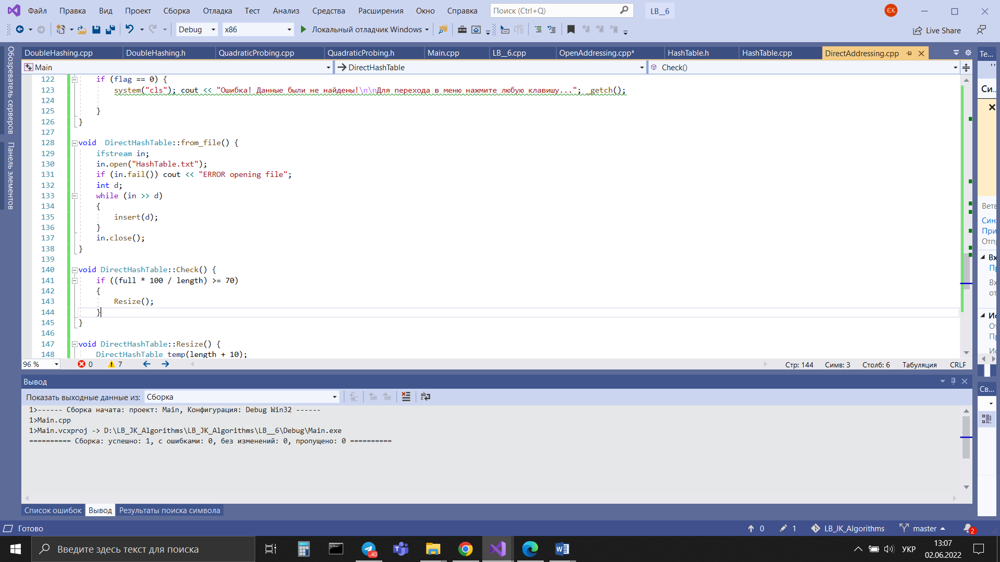 Файл Правка Вид Проект Сборка Отладка Тест Анализ Средства Расширения Окно Справка Поиск (Ctrl+Q) LB__6 ЄК
Debug x86 Локальный отладчик Windows Live Share
DoubleHashing.cpp DoubleHashing.h QuadraticProbing.cpp QuadraticProbing.h Main.cpp LB__6.cpp OpenAddressing.cpp* HashTable.h HashTable.cpp DirectAddressing.cpp Те...
Обозреватель серверов
Панель элементов
Main DirectHashTable Check()
122 if (flag == 0) {
123 system("cls"); cout << "Ошибка! Данные были не найдены!\n\nДля перехода в меню нажмите любую клавишу..."; _getch();
124
125 }
126 }
127
128 void  DirectHashTable::from_file() {
129 ifstream in;
130 in.open("HashTable.txt");
131 if (in.fail()) cout << "ERROR opening file";
132 int d;
133 while (in >> d)
134 {
135 insert(d);
136 }
137 in.close();
138 }
139
140 void DirectHashTable::Check() {
141 if ((full * 100 / length) >= 70)
142 {
143 Resize();
144 }
145 }
146
147 void DirectHashTable::Resize() {
148 DirectHashTable temp(length + 10);
Си...
Ветв
Син
При
Отп
Вх
Пр
Вх
от
Ис
От
Пр
Ис
Св...
96 % 0 7 Стр: 144 Симв: 3 Столб: 6 Табуляция CRLF
Вывод
Показать выходные данные из: Сборка
1>------ Сборка начата: проект: Main, Конфигурация: Debug Win32 ------
1>Main.cpp
1>Main.vcxproj -> D:\LB_JK_Algorithms\LB_JK_Algorithms\LB__6\Debug\Main.exe
========== Сборка: успешно: 1, с ошибками: 0, без изменений: 0, пропущено: 0 ==========
Список ошибок Вывод Результаты поиска символа
Готово 0 1 LB_JK_Algorithms master 2
Введите здесь текст для поиска 40 УКР 13:07
02.06.2022